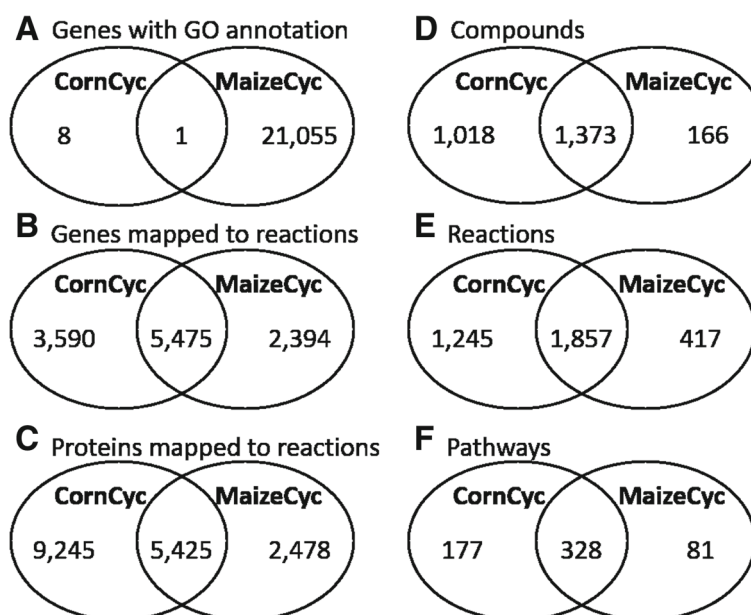 A Genes with GO annotation
CornCyc MaizeCyc
8 1 21,055
B Genes mapped to reactions
CornCyc MaizeCyc
3,590 5,475 2,394
C Proteins mapped to reactions
CornCyc MaizeCyc
9,245 5,425 2,478
D Compounds
CornCyc MaizeCyc
1,018 1,373 166
E Reactions
CornCyc MaizeCyc
1,245 1,857 417
F Pathways
CornCyc MaizeCyc
177 328 81